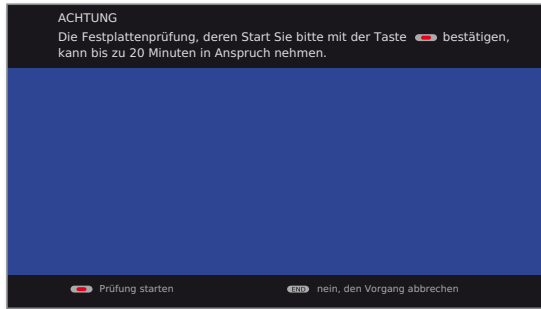 ACHTUNG
Die Festplattenprüfung, deren Start Sie bitte mit der Taste bestätigen,
kann bis zu 20 Minuten in Anspruch nehmen.
Prüfung starten
END nein, den Vorgang abbrechen